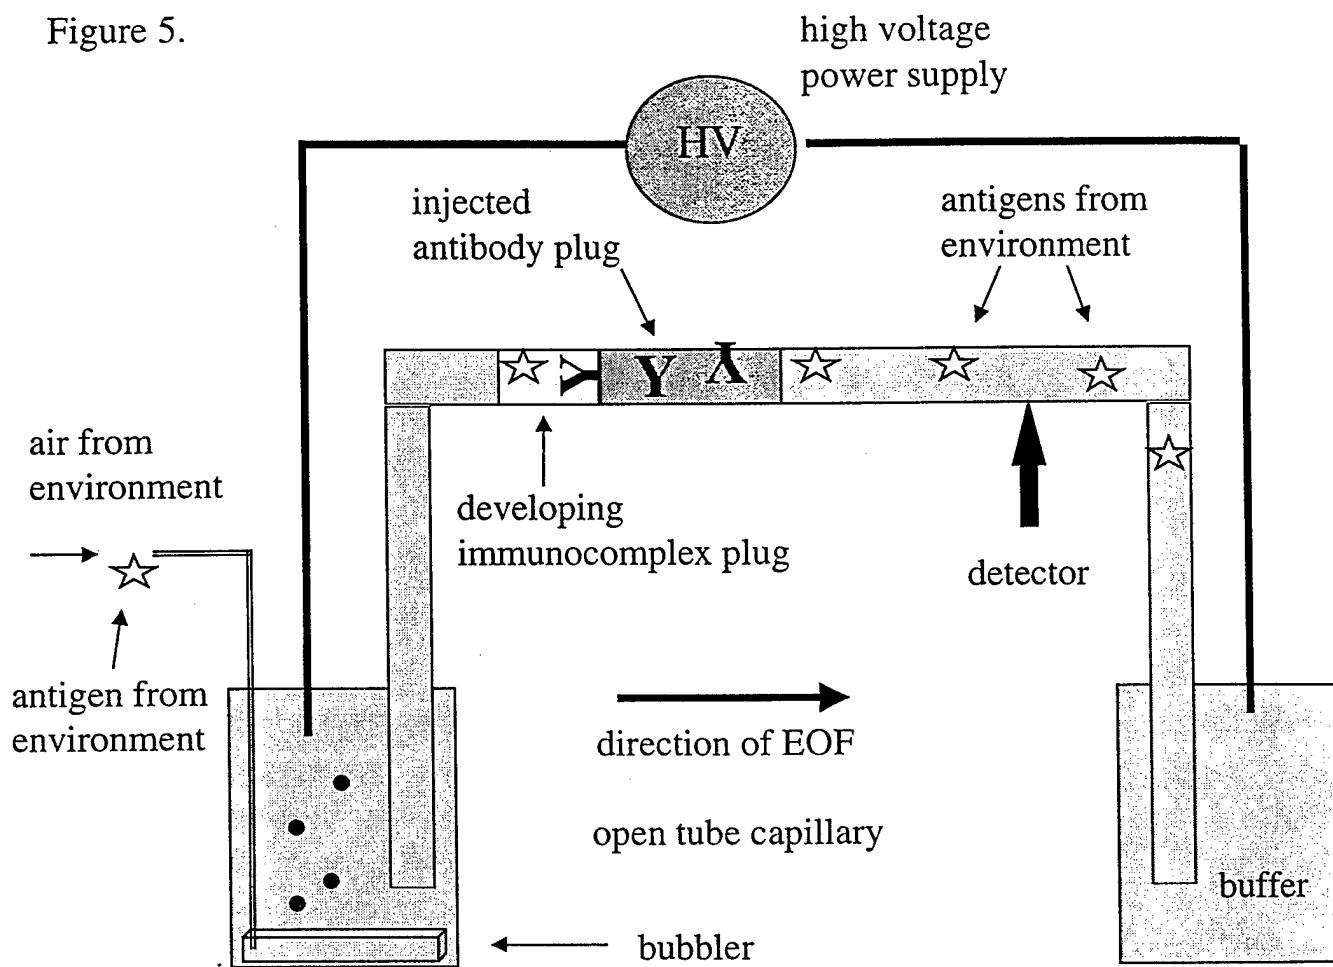 Figure 5.
high voltage
power supply
HV
injected
antibody plug
antigens from
environment
Y Y
Y
air from
environment
developing
immunocomplex plug
detector
antigen from
environment
direction of EOF
open tube capillary
buffer
bubbler